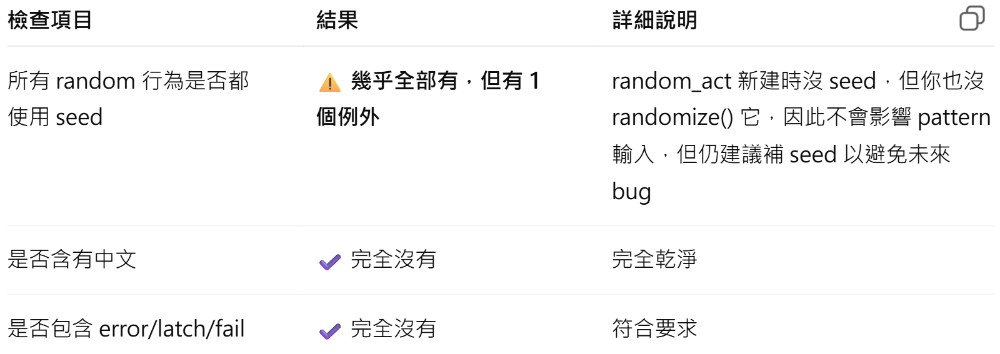 檢查項目 結果 詳細說明
所有 random 行為是否都 ⚠️ 幾乎全部有，但有 1 random_act 新建時沒 seed，但你也沒
使用 seed 個例外 randomize() 它，因此不會影響 pattern
輸入，但仍建議補 seed 以避免未來
bug
是否含有中文 ✔ 完全沒有 完全乾淨
是否包含 error/latch/fail ✔ 完全沒有 符合要求